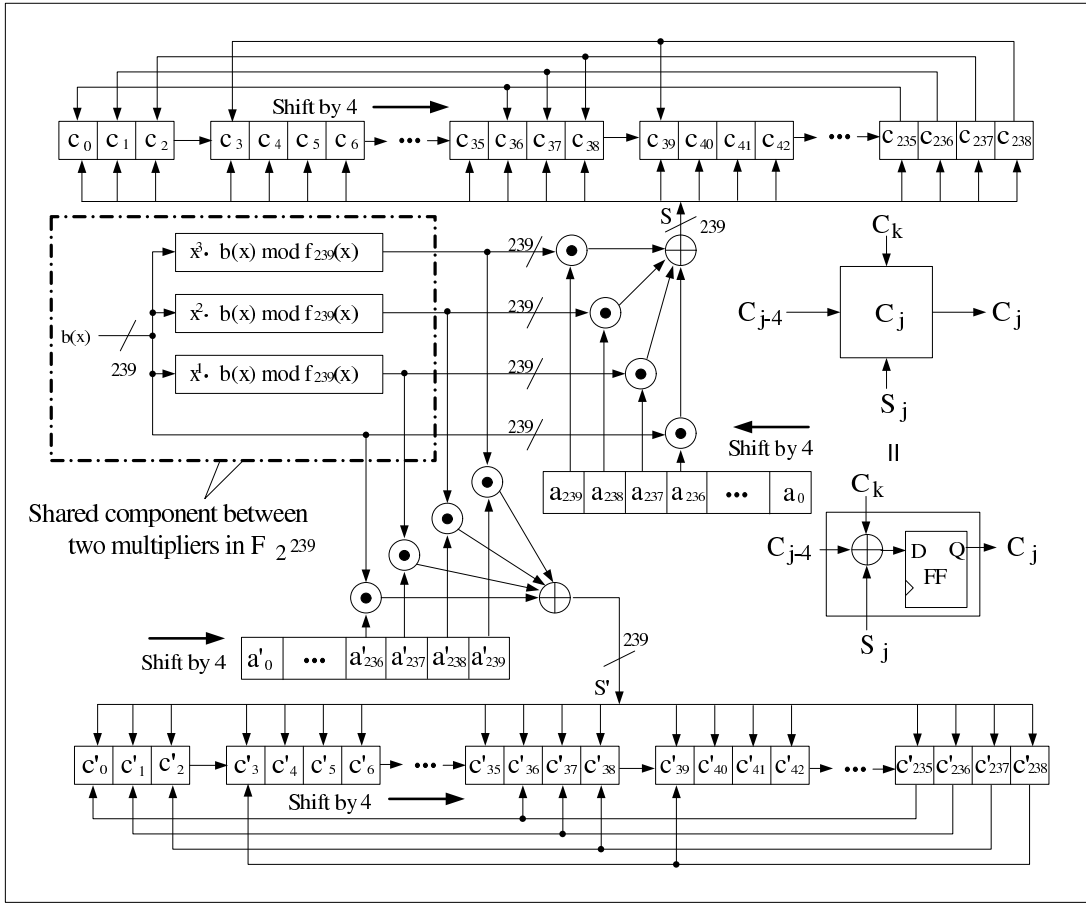 Shift by 4
c0 c1 c2 c3 c4 c5 c6 ••• c35 c36 c37 c38 c39 c40 c41 c42 ••• c235 c236 c237 c238
S 239
x3· b(x) mod f239(x) 239
x2· b(x) mod f239(x) 239
b(x) 239
x1· b(x) mod f239(x) 239
239
Shift by 4
a239 a238 a237 a236 ••• a0
Shared component between
two multipliers in F 2 239
Ck
Cj-4 Cj Cj
Sj
=
Ck
Cj-4 D Q FF Cj
Sj
Shift by 4
a'0 ••• a'236 a'237 a'238 a'239
239
S'
c'0 c'1 c'2 c'3 c'4 c'5 c'6 ••• c'35 c'36 c'37 c'38 c'39 c'40 c'41 c'42 ••• c'235 c'236 c'237 c'238
Shift by 4